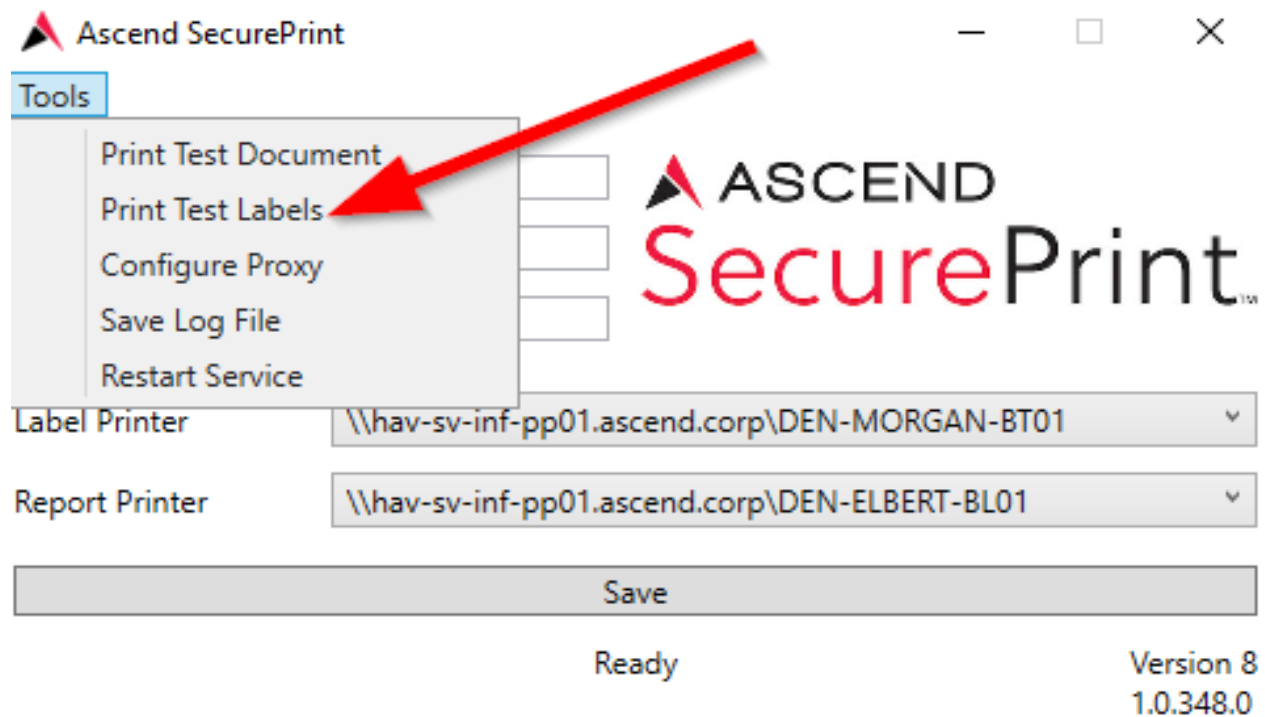 Ascend SecurePrint
Tools
Print Test Document
Print Test Labels
Configure Proxy
Save Log File
Restart Service
ASCEND
SecurePrint™
Label Printer \\hav-sv-inf-pp01.ascend.corp\DEN-MORGAN-BT01
Report Printer \\hav-sv-inf-pp01.ascend.corp\DEN-ELBERT-BL01
Save
Ready
Version 8
1.0.348.0